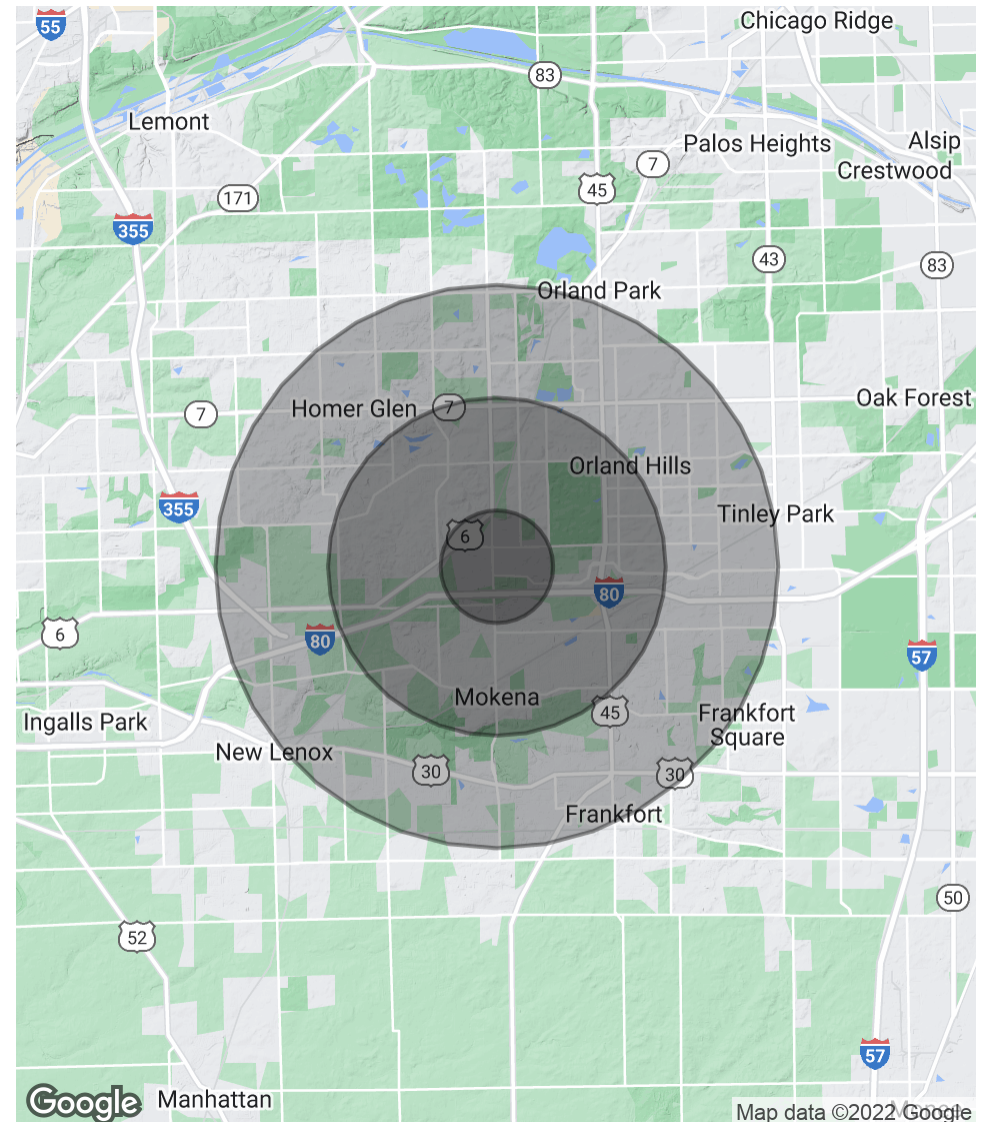 55
Chicago Ridge
83
Lemont
Palos Heights
Alsip
7
Crestwood
45
171
355
43
83
Orland Park
Oak Forest
Homer Glen
7
7
Orland Hills
355
Tinley Park
6
80
6
80
57
Mokena
45
Frankfort
Square
Ingalls Park
New Lenox
30
30
Frankfort
50
52
57
Google
Manhattan
Map data ©2022 Google